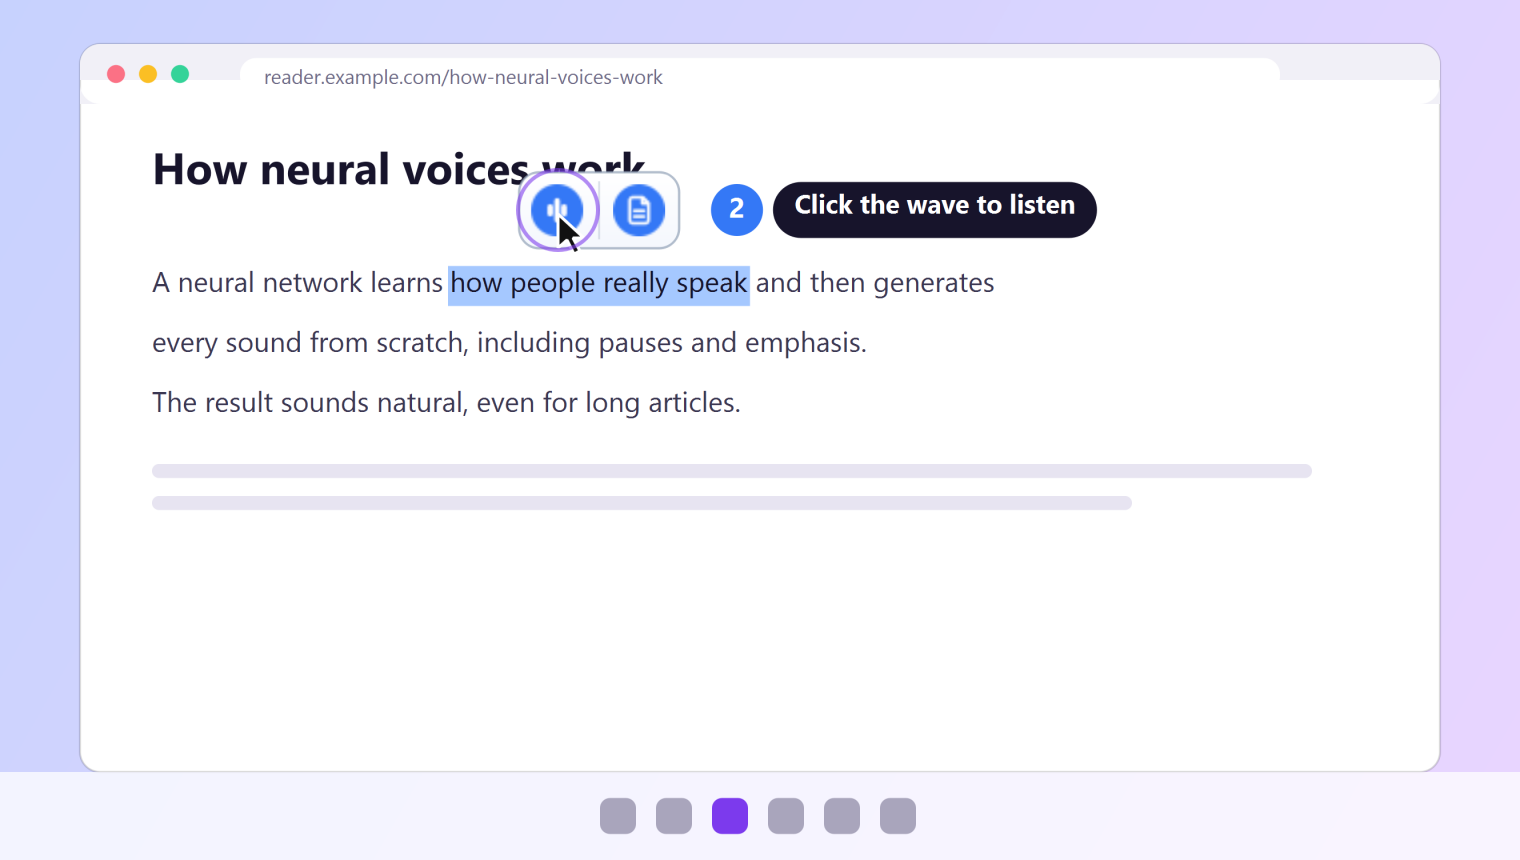 reader.example.com/how-neural-voices-work
How neural voices work
2
Click the wave to listen
A neural network learns how people really speak and then generates
every sound from scratch, including pauses and emphasis.
The result sounds natural, even for long articles.